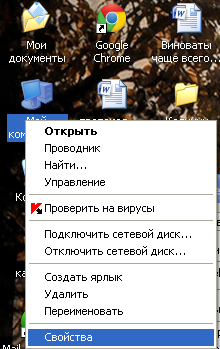 Мои
документы
Google
Chrome
Виноваты
чаще всего...
Мой
Открыть
Проводник
Найти...
Управление
Проверить на вирусы
Подключить сетевой диск...
Отключить сетевой диск...
Создать ярлык
Удалить
Переименовать
Свойства